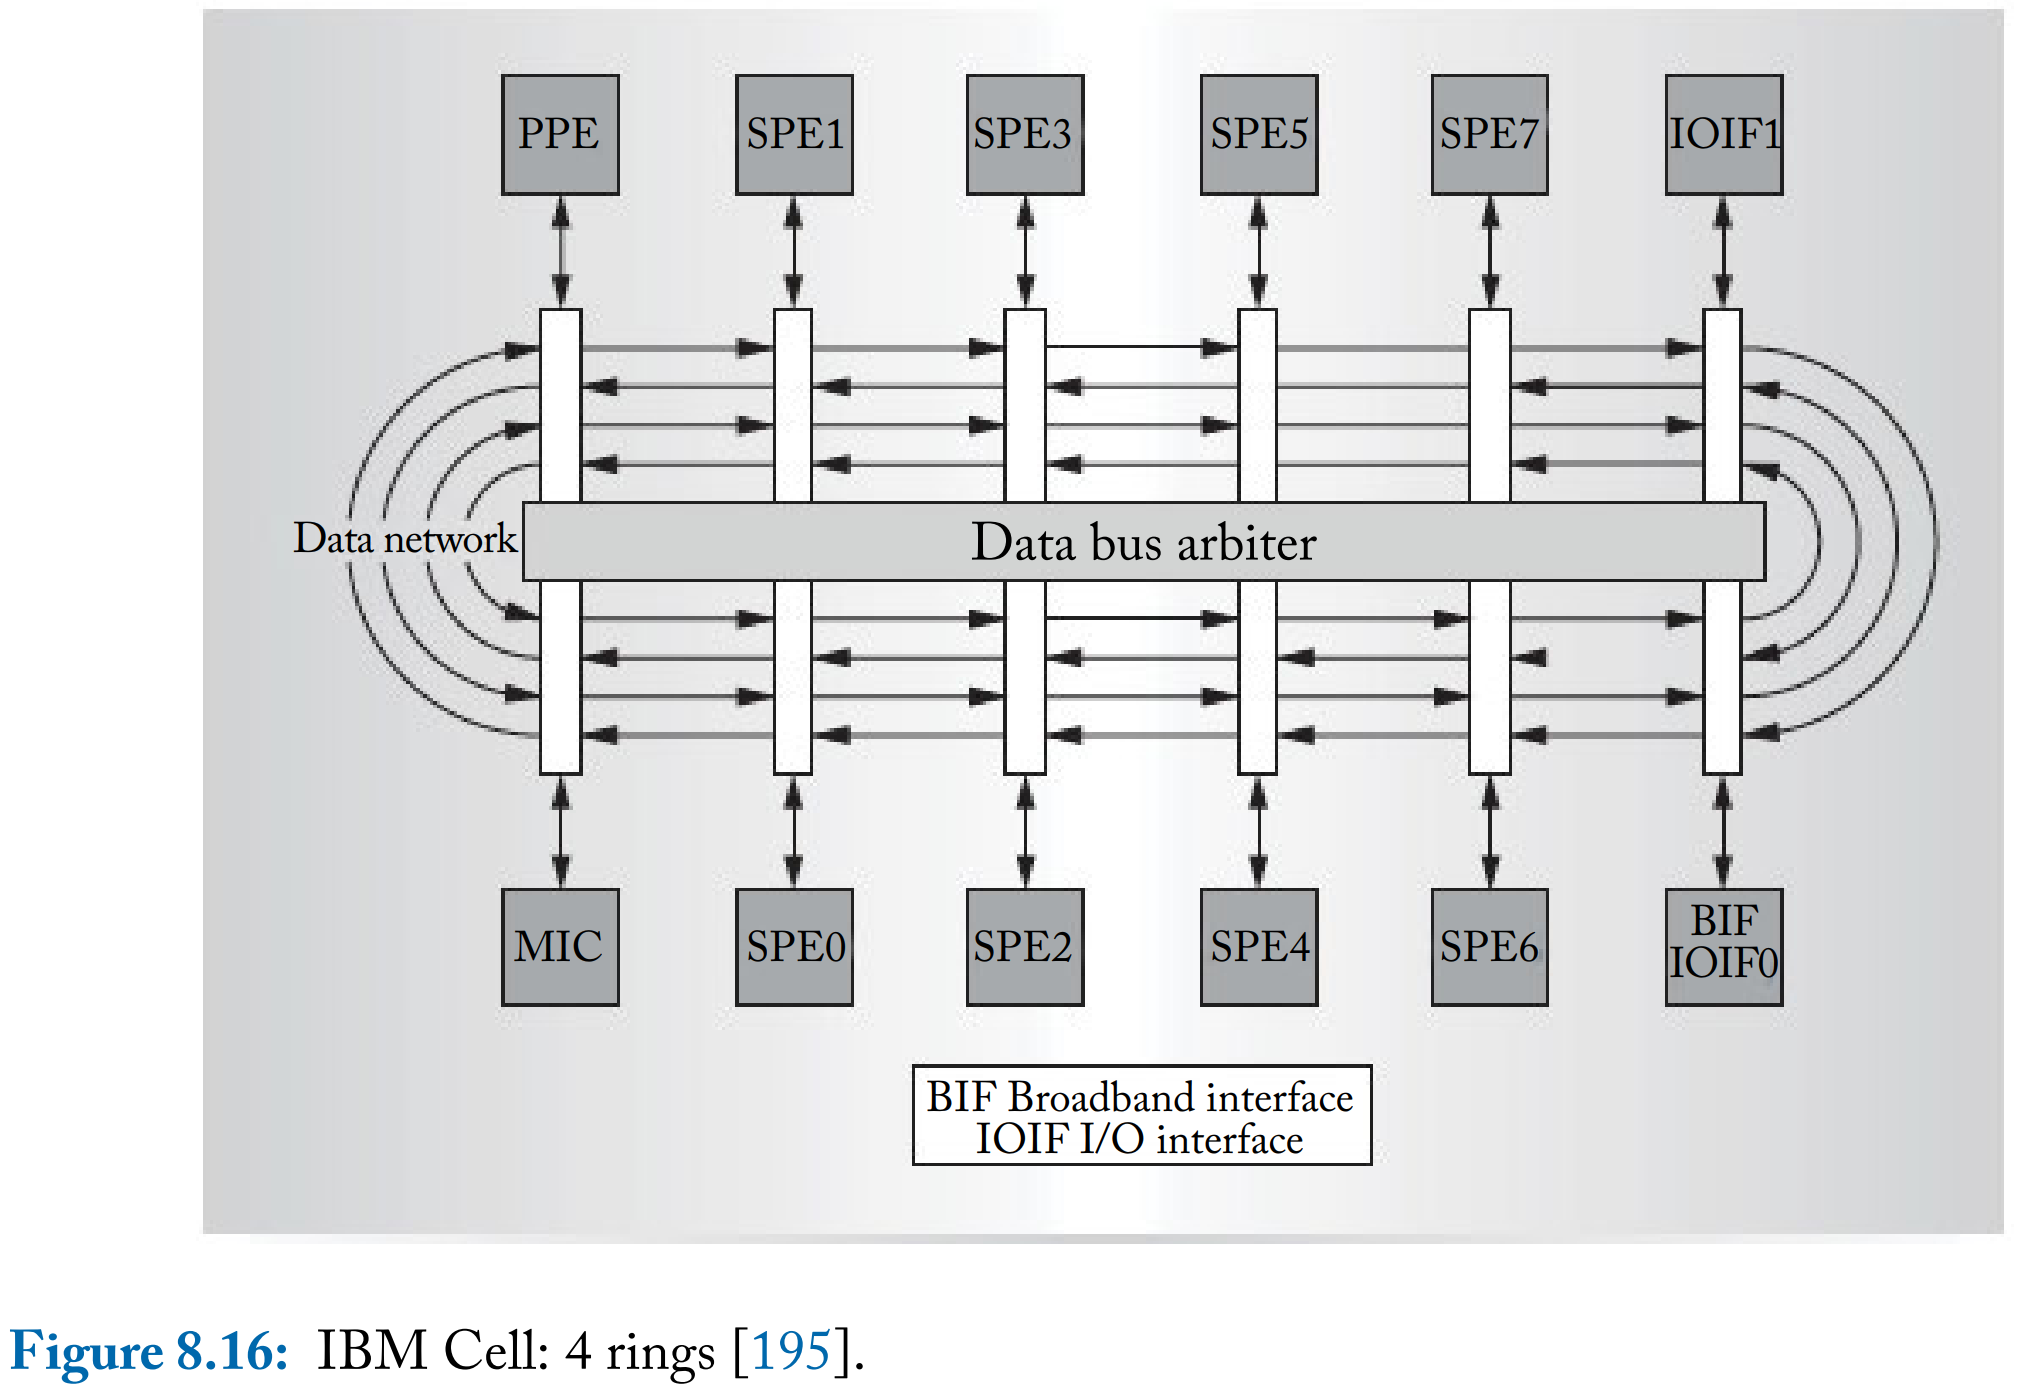 PPE
SPE1
SPE3
SPE5
SPE7
IOIF1
Data network
Data bus arbiter
MIC
SPE0
SPE2
SPE4
SPE6
BIF
IOIF0
BIF Broadband interface
IOIF I/O interface
Figure 8.16: IBM Cell: 4 rings [195].